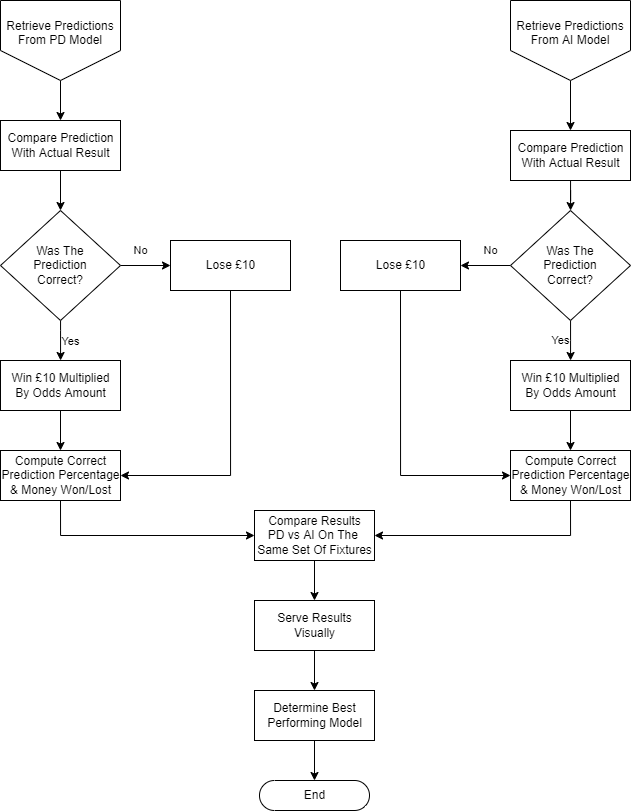 Retrieve Predictions
From PD Model
Retrieve Predictions
From AI Model
Compare Prediction
With Actual Result
Compare Prediction
With Actual Result
Was The
Prediction
Correct?
No
Lose £10
Lose £10
No
Was The
Prediction
Correct?
Yes
Yes
Win £10 Multiplied
By Odds Amount
Win £10 Multiplied
By Odds Amount
Compute Correct
Prediction Percentage
& Money Won/Lost
Compute Correct
Prediction Percentage
& Money Won/Lost
Compare Results
PD vs AI On The
Same Set Of Fixtures
Serve Results
Visually
Determine Best
Performing Model
End